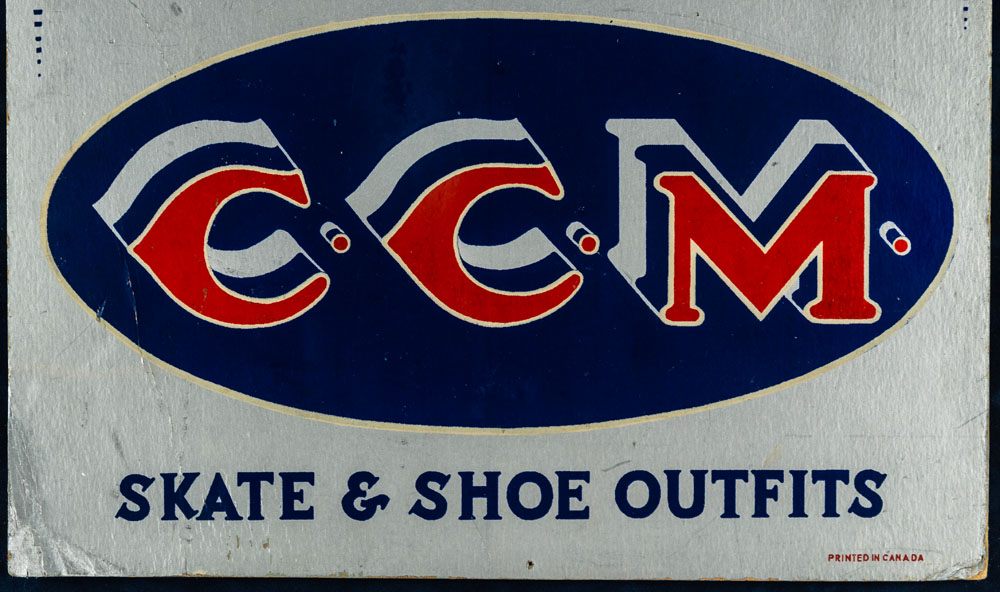 C.C.M.
SKATE & SHOE OUTFITS
PRINTED IN CANADA